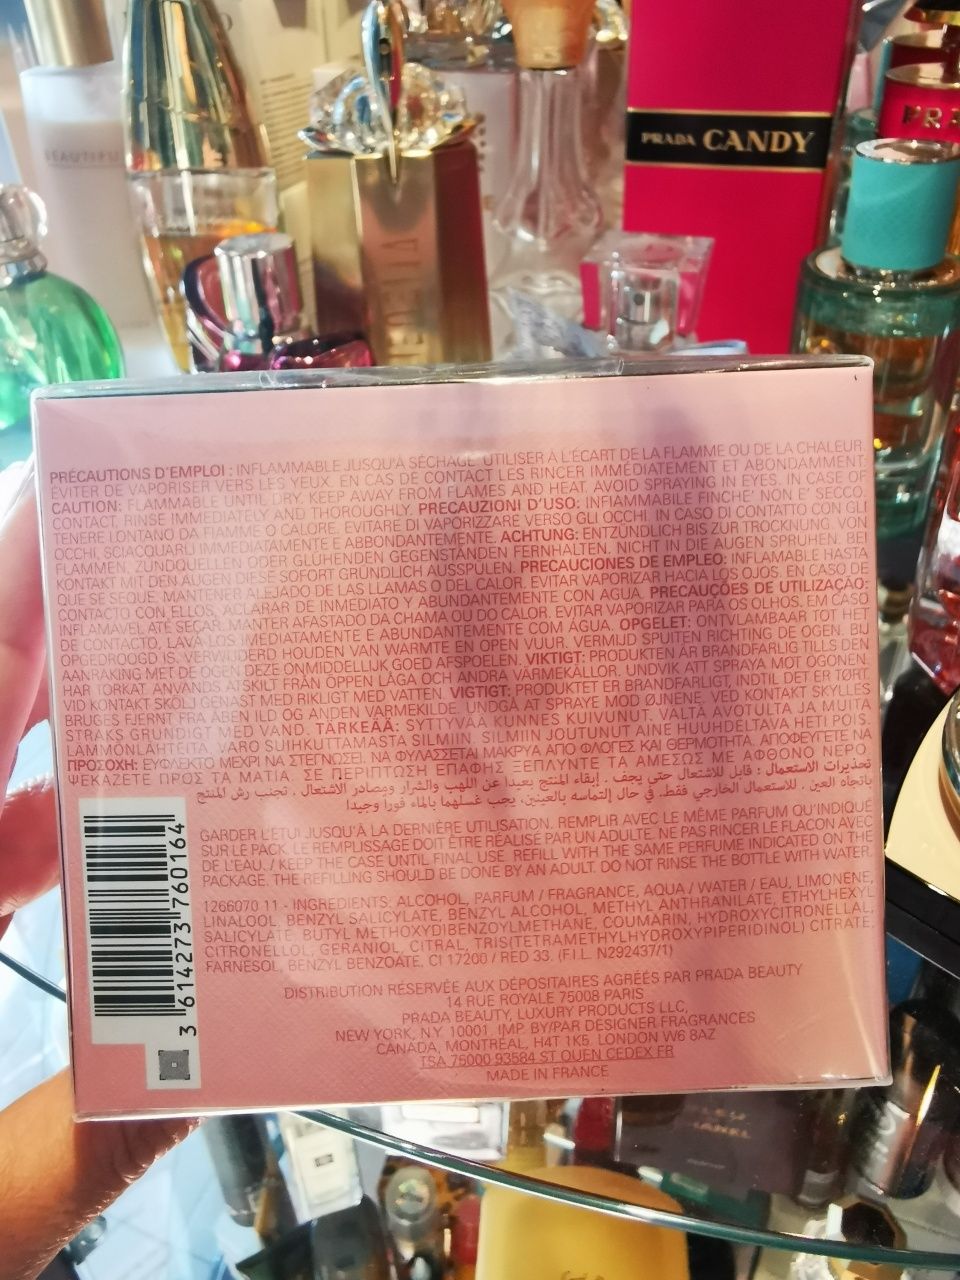 BEAUTIFUL
PRADA CANDY
PRA
PRÉCAUTIONS D'EMPLOI : INFLAMMABLE JUSQU'À SÉCHAGE. UTILISER À L'ÉCART DE LA FLAMME OU DE LA CHALEUR.
ÉVITER DE VAPORISER VERS LES YEUX. EN CAS DE CONTACT LES RINCER IMMÉDIATEMENT ET ABONDAMMENT.
CAUTION: FLAMMABLE UNTIL DRY. KEEP AWAY FROM FLAMES AND HEAT. AVOID SPRAYING IN EYES. IN CASE OF
CONTACT, RINSE IMMEDIATELY AND THOROUGHLY. PRECAUZIONI D'USO: INFIAMMABILE FINCHE' NON E' SECCO.
TENERE LONTANO DA FIAMME O CALORE. EVITARE DI VAPORIZZARE VERSO GLI OCCHI. IN CASO DI CONTATTO CON GLI
OCCHI, SCIACQUARLI IMMEDIATAMENTE E ABBONDANTEMENTE. ACHTUNG: ENTZÜNDLICH BIS ZUR TROCKNUNG. VON
FLAMMEN, ZÜNDQUELLEN ODER GLÜHENDEN GEGENSTÄNDEN FERNHALTEN. NICHT IN DIE AUGEN SPRÜHEN. BEI
KONTAKT MIT DEN AUGEN DIESE SOFORT GRÜNDLICH AUSSPÜLEN. PRECAUCIONES DE EMPLEO: INFLAMABLE HASTA
QUE SE SEQUE. MANTENER ALEJADO DE LAS LLAMAS O DEL CALOR. EVITAR VAPORIZAR HACIA LOS OJOS. EN CASO DE
CONTACTO CON ELLOS, ACLARAR DE INMEDIATO Y ABUNDANTEMENTE CON AGUA. PRECAUÇÕES DE UTILIZAÇÃO:
INFLAMÁVEL ATÉ SECAR. MANTER AFASTADO DA CHAMA OU DO CALOR. EVITAR VAPORIZAR PARA OS OLHOS. EM CASO
DE CONTACTO, LAVÁ-LOS IMEDIATAMENTE E ABUNDANTEMENTE COM ÁGUA. OPGELET: ONTVLAMBAAR TOT HET
OPGEDROOGD IS. VERWIJDERD HOUDEN VAN WARMTE EN OPEN VUUR. VERMIJD SPUITEN RICHTING DE OGEN. BIJ
AANRAKING MET DE OGEN DEZE ONMIDDELLIJK GOED AFSPOELEN. VIKTIGT: PRODUKTEN ÄR BRANDFARLIG TILLS DEN
HAR TORKAT. ANVÄNDS ÅTSKILT FRÅN ÖPPEN LÅGA OCH ANDRA VÄRMEKÄLLOR. UNDVIK ATT SPRAYA MOT ÖGONEN.
VID KONTAKT SKÖLJ GENAST MED RIKLIGT MED VATTEN. VIGTIGT: PRODUKTET ER BRANDFARLIGT, INDTIL DET ER TØRT.
BRUGES FJERNT FRA ÅBEN ILD OG ANDEN VARMEKILDE. UNDGÅ AT SPRAYE MOD ØJNENE. VED KONTAKT SKYLLES
STRAKS GRUNDIGT MED VAND. TÄRKEÄÄ: SYTTYVÄÄ KUNNES KUIVUNUT. VÄLTÄ AVOTULTA JA MUITA
LÄMMÖNLÄHTEITÄ. VARO SUIHKUTTAMASTA SILMIIN. SILMIIN JOUTUNUT AINE HUUHDELTAVA HETI POIS.
ΠΡΟΣΟΧΗ: ΕΥΦΛΕΚΤΟ ΜΕΧΡΙ ΝΑ ΣΤΕΓΝΩΣΕΙ. ΝΑ ΦΥΛΑΣΣΕΤΑΙ ΜΑΚΡΥΑ ΑΠΟ ΦΛΟΓΕΣ ΚΑΙ ΘΕΡΜΟΤΗΤΑ. ΑΠΟΦΕΥΓΕΤΕ ΝΑ
ΨΕΚΑΖΕΤΕ ΠΡΟΣ ΤΑ ΜΑΤΙΑ. ΣΕ ΠΕΡΙΠΤΩΣΗ ΕΠΑΦΗΣ ΞΕΠΛΥΝΤΕ ΤΑ ΑΜΕΣΩΣ ΜΕ ΑΦΘΟΝΟ ΝΕΡΟ.
تحذيرات الاستعمال : قابل للاشتعال حتى يجف . إبقاء المنتج بعيدا عن اللهب والشرار ومصادر الاشتعال . تجنب رش المنتج
باتجاه العين . للاستعمال الخارجي فقط. في حال إلتماسه بالعينين، يجب غسلهما بالماء فورا وجيدا
GARDER L'ÉTUI JUSQU'À LA DERNIÈRE UTILISATION. REMPLIR AVEC LE MÊME PARFUM QU'INDIQUÉ
SUR LE PACK. LE REMPLISSAGE DOIT ÊTRE RÉALISÉ PAR UN ADULTE. NE PAS RINCER LE FLACON AVEC
DE L'EAU. / KEEP THE CASE UNTIL FINAL USE. REFILL WITH THE SAME PERFUME INDICATED ON THE
PACKAGE. THE REFILLING SHOULD BE DONE BY AN ADULT. DO NOT RINSE THE BOTTLE WITH WATER.
1266070 11 - INGREDIENTS: ALCOHOL, PARFUM / FRAGRANCE, AQUA / WATER / EAU, LIMONENE,
LINALOOL, BENZYL SALICYLATE, BENZYL ALCOHOL, METHYL ANTHRANILATE, ETHYLHEXYL
SALICYLATE, BUTYL METHOXYDIBENZOYLMETHANE, COUMARIN, HYDROXYCITRONELLAL,
CITRONELLOL, GERANIOL, CITRAL, TRIS(TETRAMETHYLHYDROXYPIPERIDINOL) CITRATE,
FARNESOL, BENZYL BENZOATE, CI 17200 / RED 33. (F.I.L. N292437/1)
DISTRIBUTION RÉSERVÉE AUX DÉPOSITAIRES AGRÉÉS PAR PRADA BEAUTY
14 RUE ROYALE 75008 PARIS
PRADA BEAUTY, LUXURY PRODUCTS LLC,
NEW YORK, N.Y. 10001. IMP. BY/PAR DESIGNER FRAGRANCES
CANADA, MONTRÉAL, H4T 1K5. LONDON W6 8AZ
TSA 75000 93584 ST OUEN CEDEX FR
MADE IN FRANCE
3 614273 760164